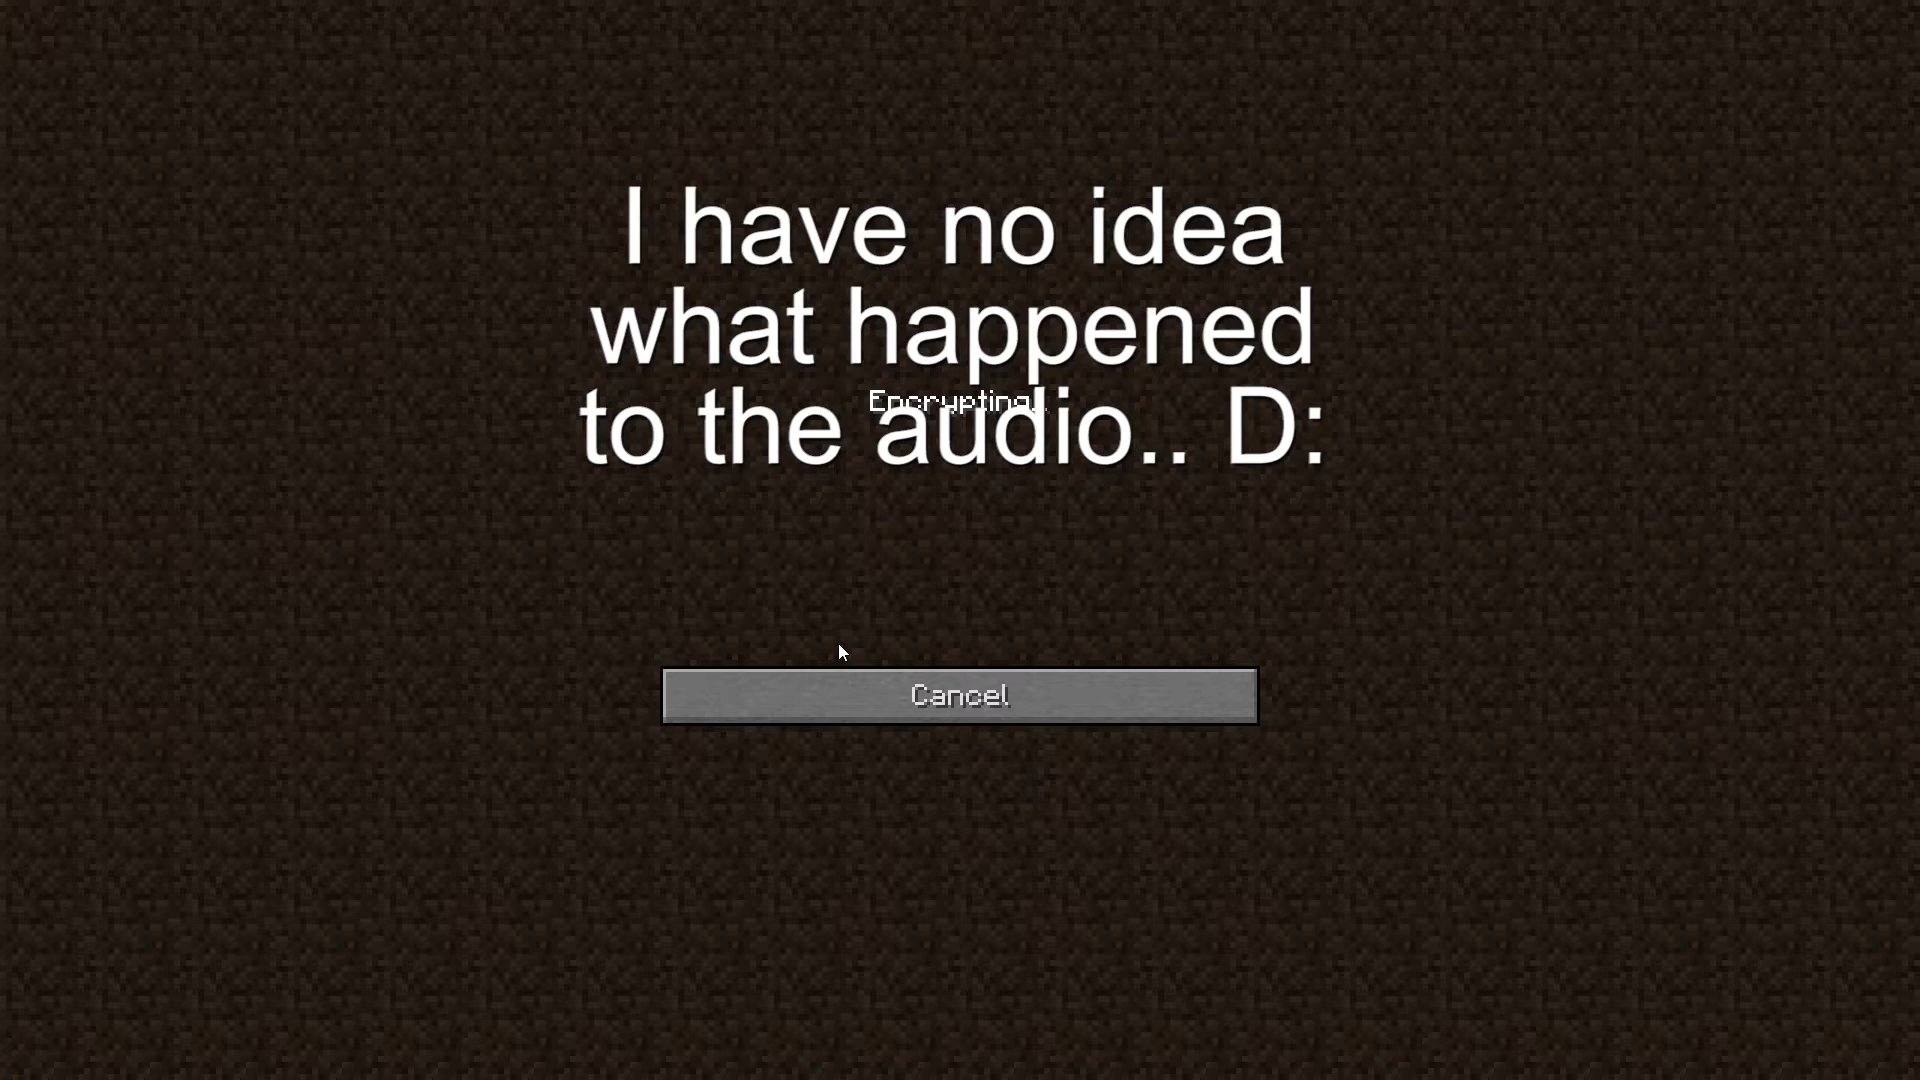 I have no idea
what happened
Encrypting...
to the audio.. D:
Cancel